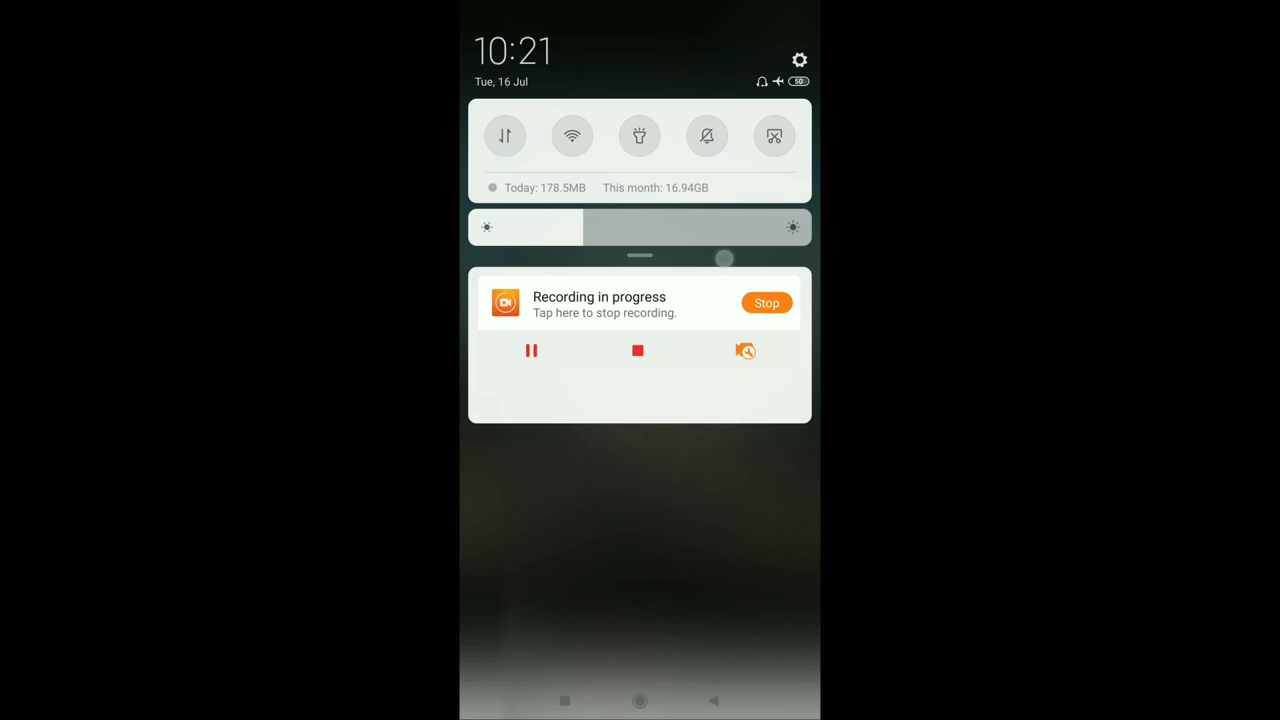 10:21
Tue, 16 Jul
50
Today: 178.5MB This month: 16.94GB
Recording in progress
Tap here to stop recording.
Stop